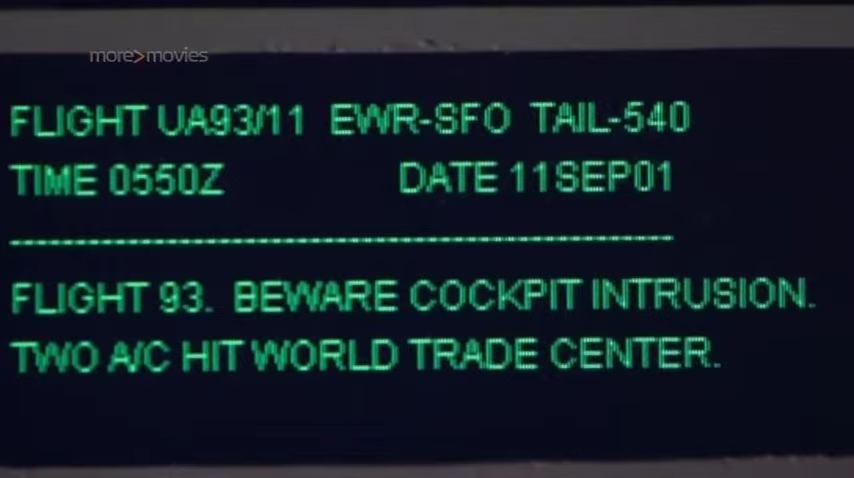 more>movies
FLIGHT UA93/11 EWR-SFO TAIL-540
TIME 0550Z DATE 11SEP01
--------------------------------------------------------
FLIGHT 93. BEWARE COCKPIT INTRUSION.
TWO A/C HIT WORLD TRADE CENTER.